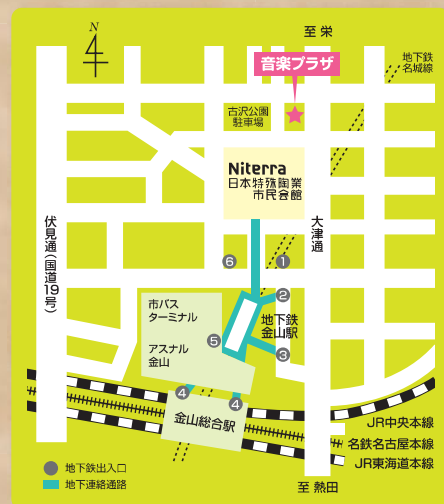 N
至 栄
音楽プラザ
地下鉄
名城線
古沢公園
駐車場
Niterra
日本特殊陶業
市民会館
伏見通(国道19号)
大津通
6
1
2
市バス
ターミナル
地下鉄
金山駅
5
3
アスナル
金山
4
4
金山総合駅
JR中央本線
名鉄名古屋本線
JR東海道本線
地下鉄出入口
地下連絡通路
至 熱田